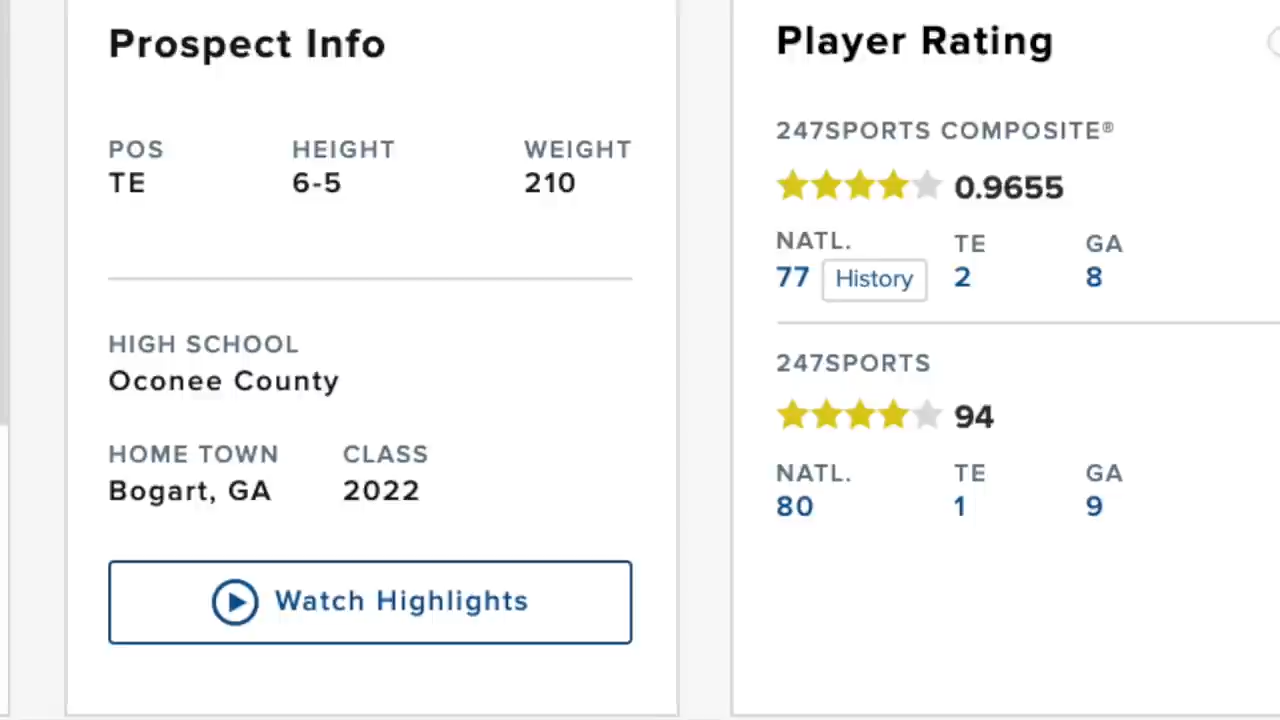 Prospect Info
POS HEIGHT WEIGHT
TE 6-5 210
HIGH SCHOOL
Oconee County
HOME TOWN CLASS
Bogart, GA 2022
Watch Highlights
Player Rating
247SPORTS COMPOSITE®
0.9655
NATL. TE GA
77 History 2 8
247SPORTS
94
NATL. TE GA
80 1 9